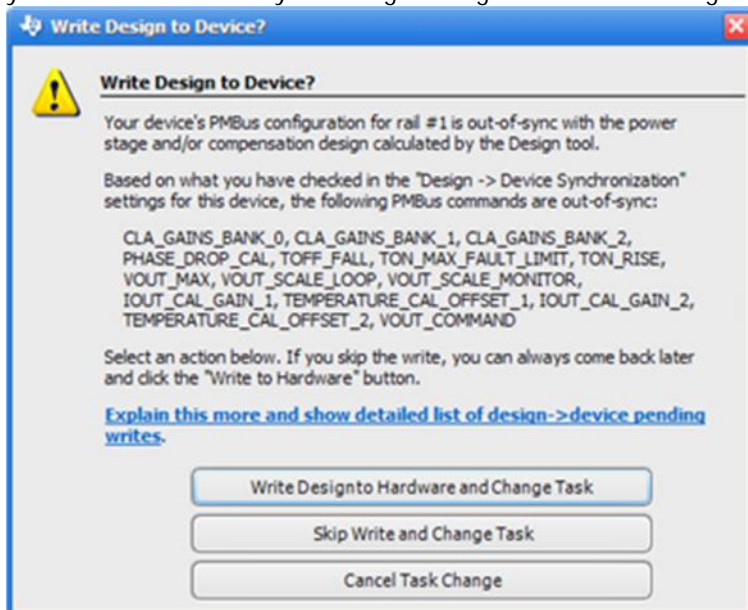 Write Design to Device?
Write Design to Device?
Your device's PMBus configuration for rail #1 is out-of-sync with the power
stage and/or compensation design calculated by the Design tool.
Based on what you have checked in the "Design -> Device Synchronization"
settings for this device, the following PMBus commands are out-of-sync:
CLA_GAINS_BANK_0, CLA_GAINS_BANK_1, CLA_GAINS_BANK_2,
PHASE_DROP_CAL, TOFF_FALL, TON_MAX_FAULT_LIMIT, TON_RISE,
VOUT_MAX, VOUT_SCALE_LOOP, VOUT_SCALE_MONITOR,
IOUT_CAL_GAIN_1, TEMPERATURE_CAL_OFFSET_1, IOUT_CAL_GAIN_2,
TEMPERATURE_CAL_OFFSET_2, VOUT_COMMAND
Select an action below. If you skip the write, you can always come back later
and click the "Write to Hardware" button.
Explain this more and show detailed list of design->device pending
writes.
Write Designto Hardware and Change Task
Skip Write and Change Task
Cancel Task Change